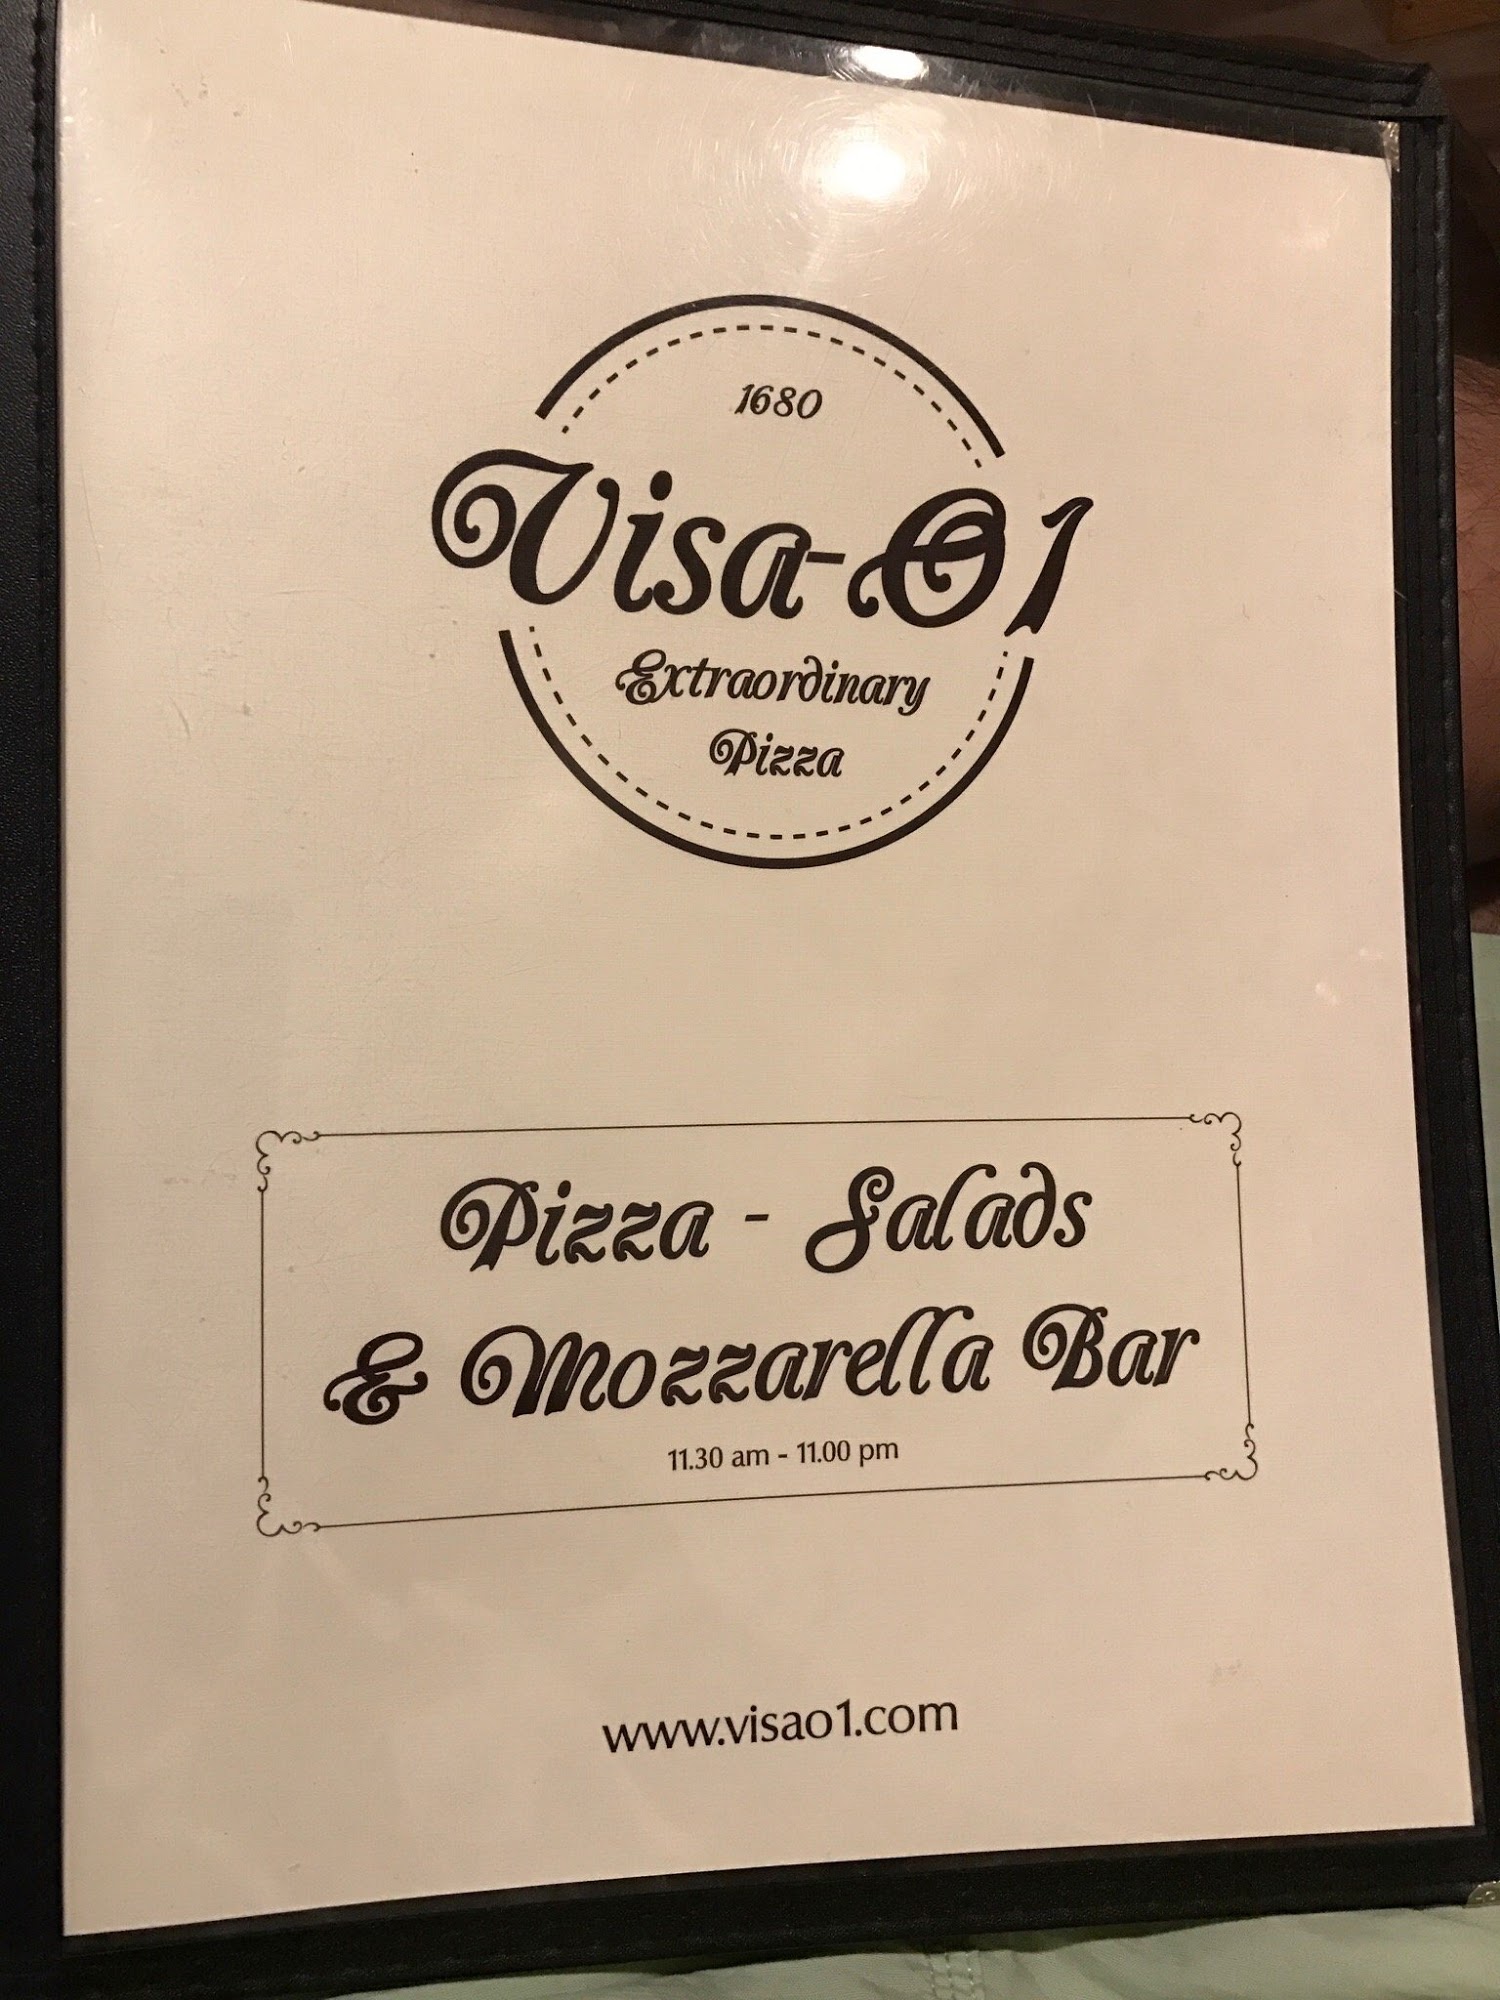 1680
Visa-O1
Extraordinary
Pizza
Pizza - Salads
& Mozzarella Bar
11.30 am - 11.00 pm
www.visao1.com